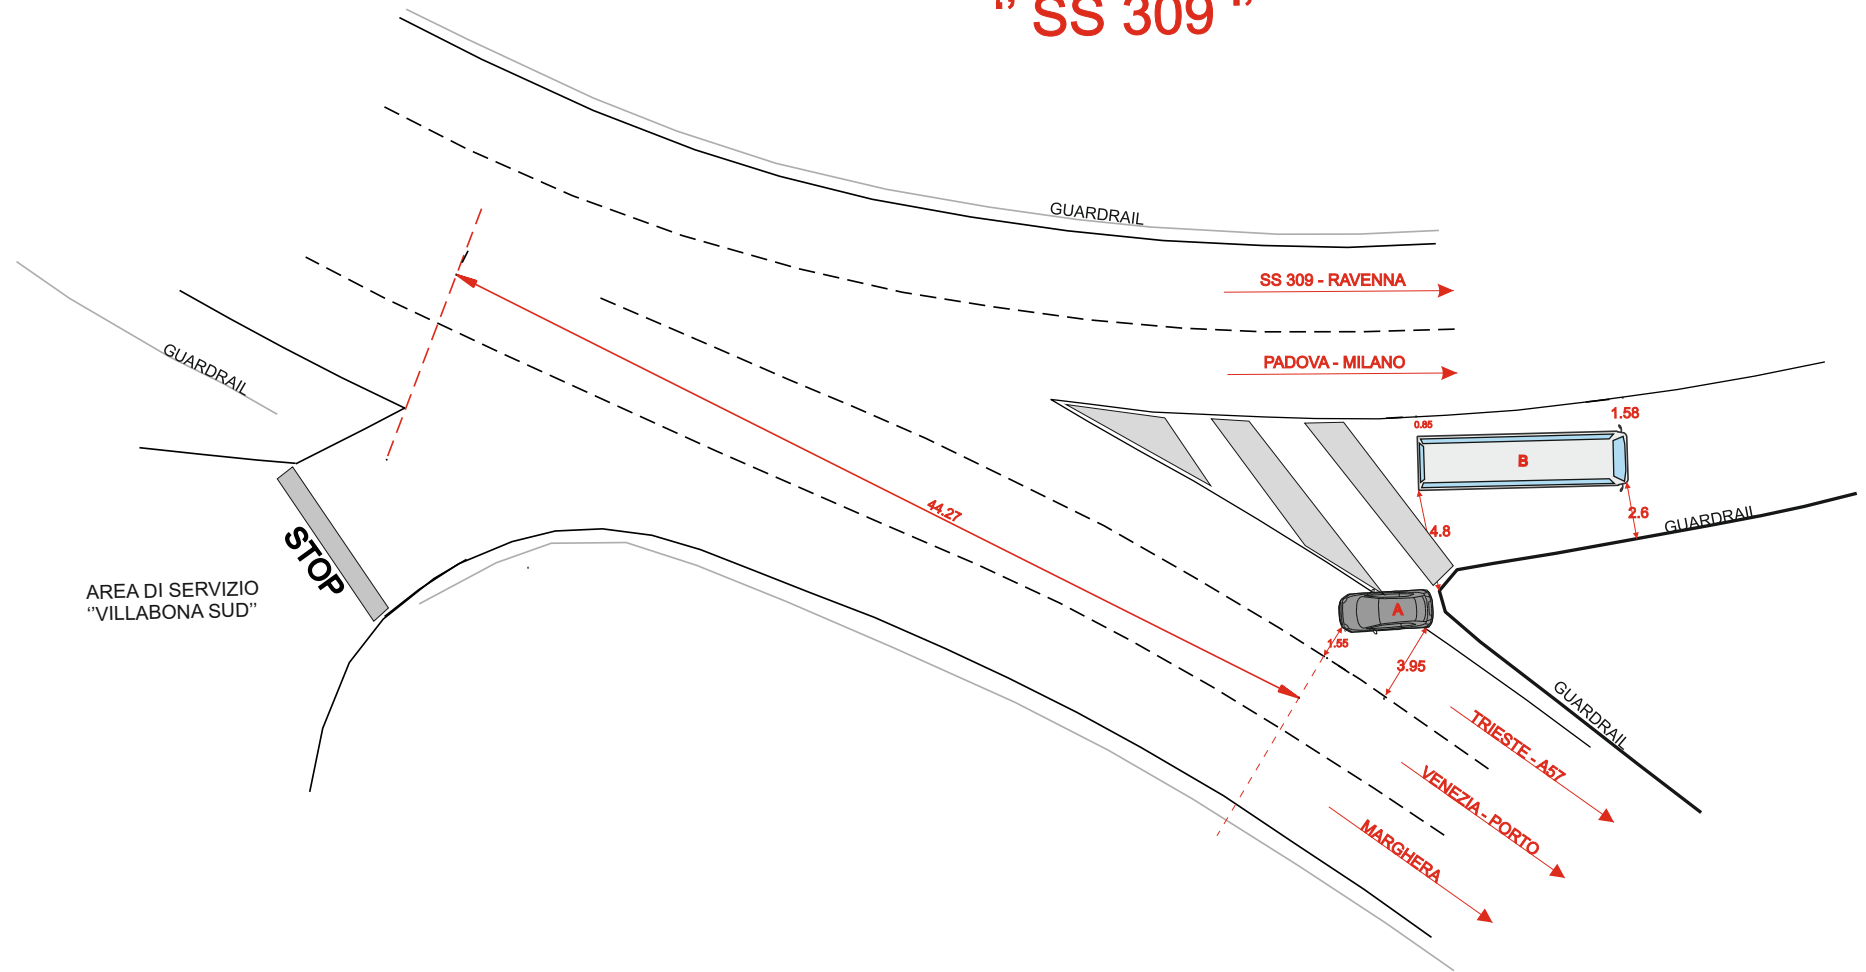 ‘’ SS 309 ‘’
GUARDRAIL
SS 309 - RAVENNA
PADOVA - MILANO
GUARDRAIL
0.85
1.58
B
44.27
4.8
2.6
GUARDRAIL
STOP
AREA DI SERVIZIO
‘’VILLABONA SUD’’
A
1.55
3.95
GUARDRAIL
TRIESTE - A57
VENEZIA - PORTO
MARGHERA